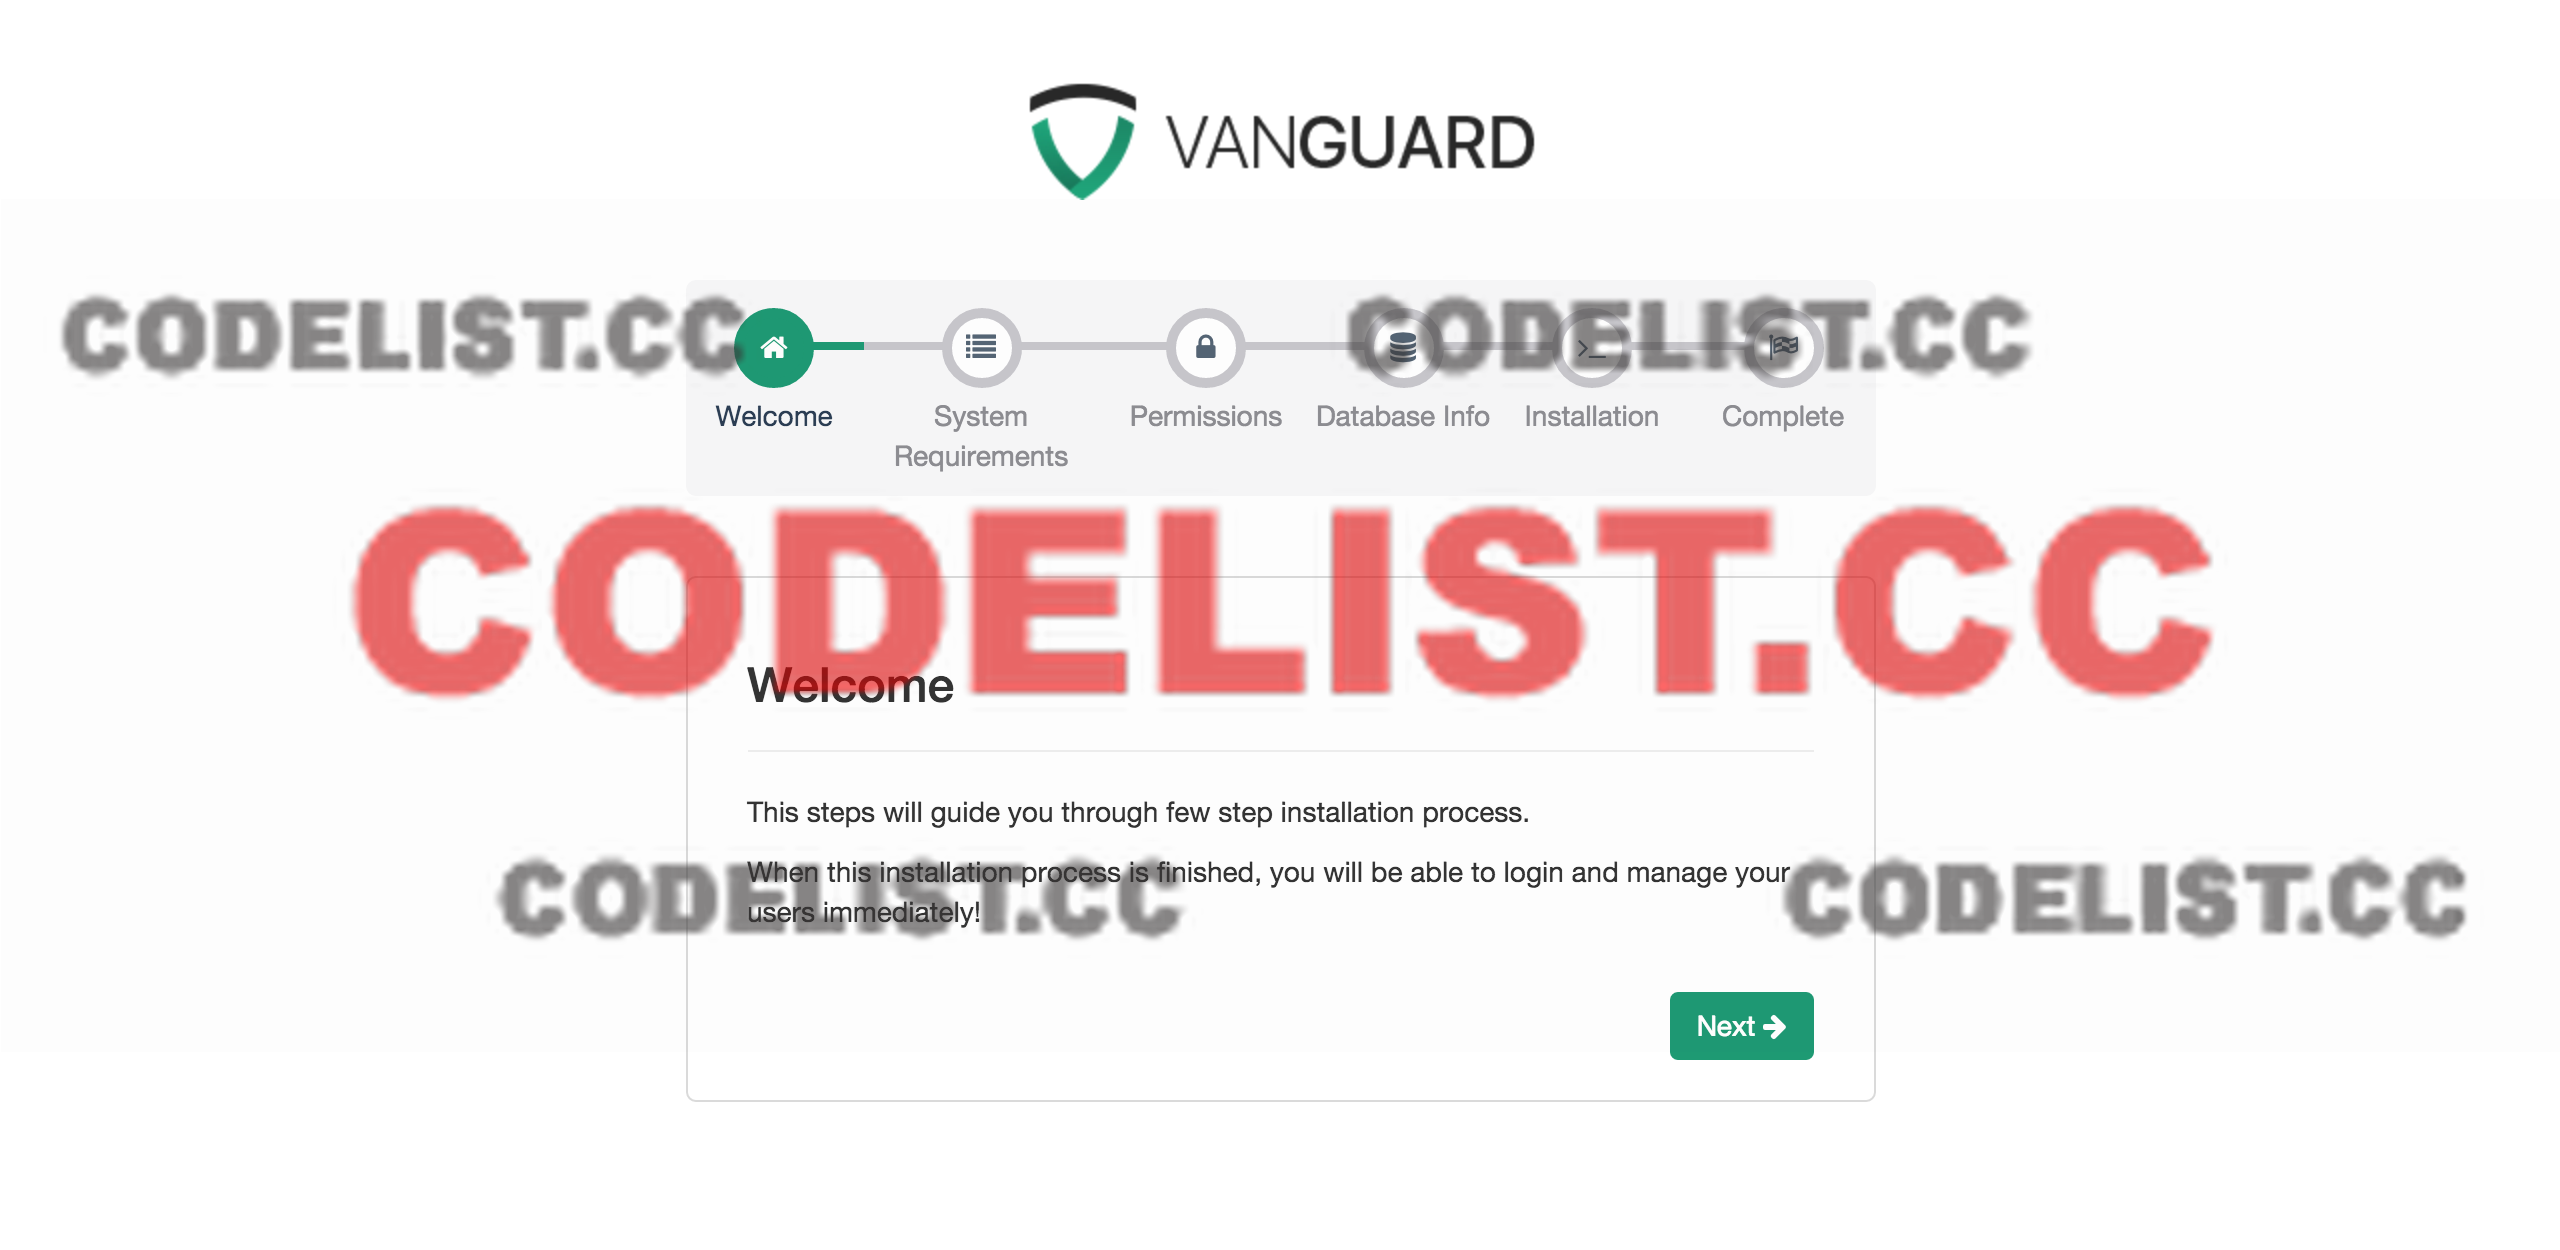 VANGUARD
CODELIST.CC
CODELIST.CC
Welcome
System
Requirements
Permissions
Database Info
Installation
Complete
CODELIST.CC
Welcome
This steps will guide you through few step installation process.
When this installation process is finished, you will be able to login and manage your
users immediately!
CODELIST.CC
CODELIST.CC
Next